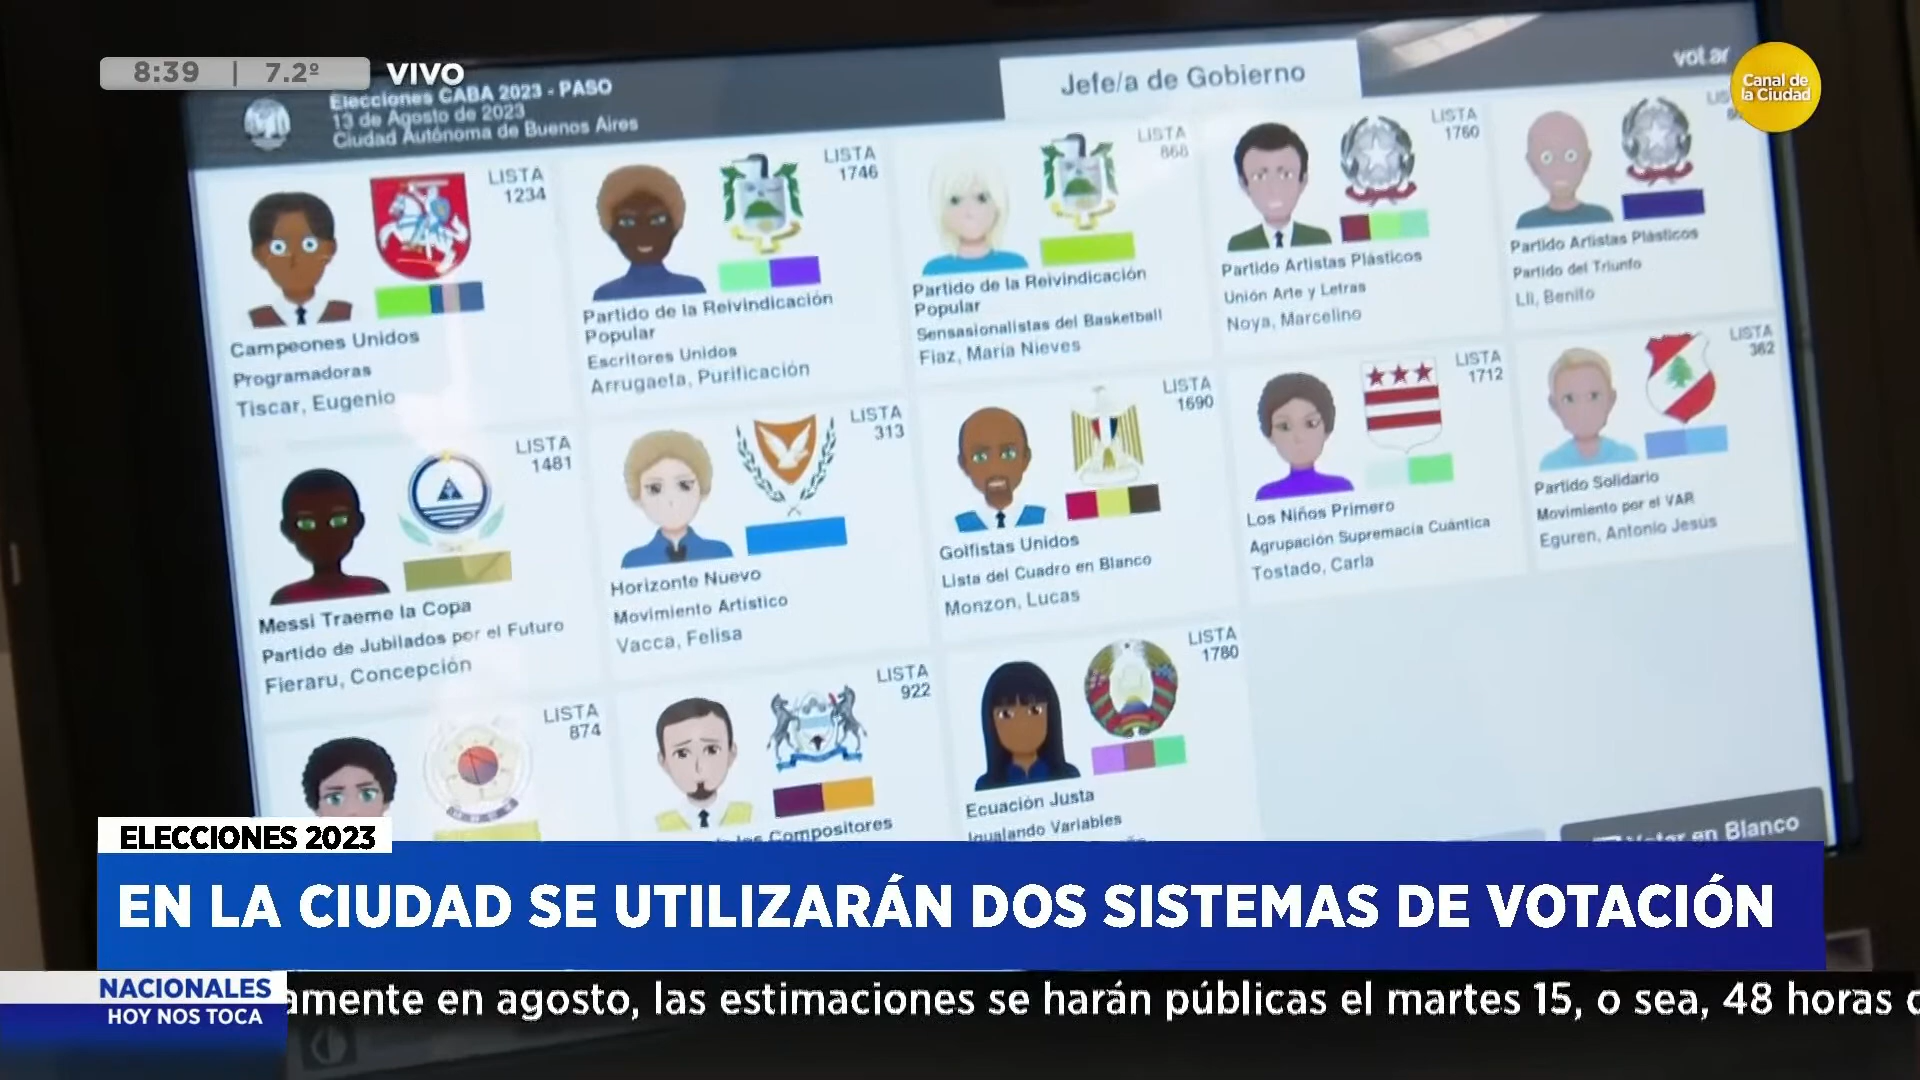 8:39 | 7.2º
VIVO
Canal de
la Ciudad
Elecciones CABA 2023 - PASO
13 de Agosto de 2023
Ciudad Autónoma de Buenos Aires
Jefe/a de Gobierno
votar
LISTA
1234
Campeones Unidos
Programadoras
Tiscar, Eugenio
LISTA
1746
Partido de la Reivindicación
Popular
Escritores Unidos
Arrugaeta, Purificación
LISTA
868
Partido de la Reivindicación
Popular
Sensasionalistas del Basketball
Fiaz, María Nieves
LISTA
1760
Partido Artistas Plásticos
Unión Arte y Letras
Noya, Marcelino
Partido Artistas Plásticos
Partido del Triunfo
Lli, Benito
LISTA
1481
Messi Traeme la Copa
Partido de Jubilados por el Futuro
Fieraru, Concepción
LISTA
313
Horizonte Nuevo
Movimiento Artístico
Vacca, Felisa
LISTA
1690
Golfistas Unidos
Lista del Cuadro en Blanco
Monzon, Lucas
LISTA
1712
Los Niños Primero
Agrupación Supremacía Cuántica
Tostado, Carla
LISTA
362
Partido Solidario
Movimiento por el VAR
Eguren, Antonio Jesús
LISTA
874
LISTA
922
Compositores
LISTA
1780
Ecuación Justa
Igualando Variables
Votar en Blanco
ELECCIONES 2023
EN LA CIUDAD SE UTILIZARÁN DOS SISTEMAS DE VOTACIÓN
NACIONALES
HOY NOS TOCA
amente en agosto, las estimaciones se harán públicas el martes 15, o sea, 48 horas